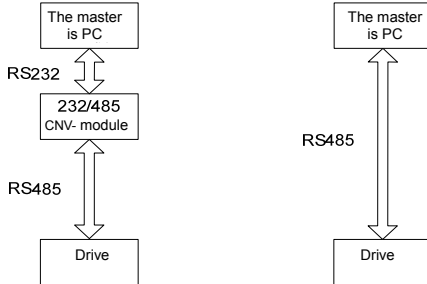 The master
is PC
RS232
232/485
CNV- module
RS485
Drive
The master
is PC
RS485
Drive